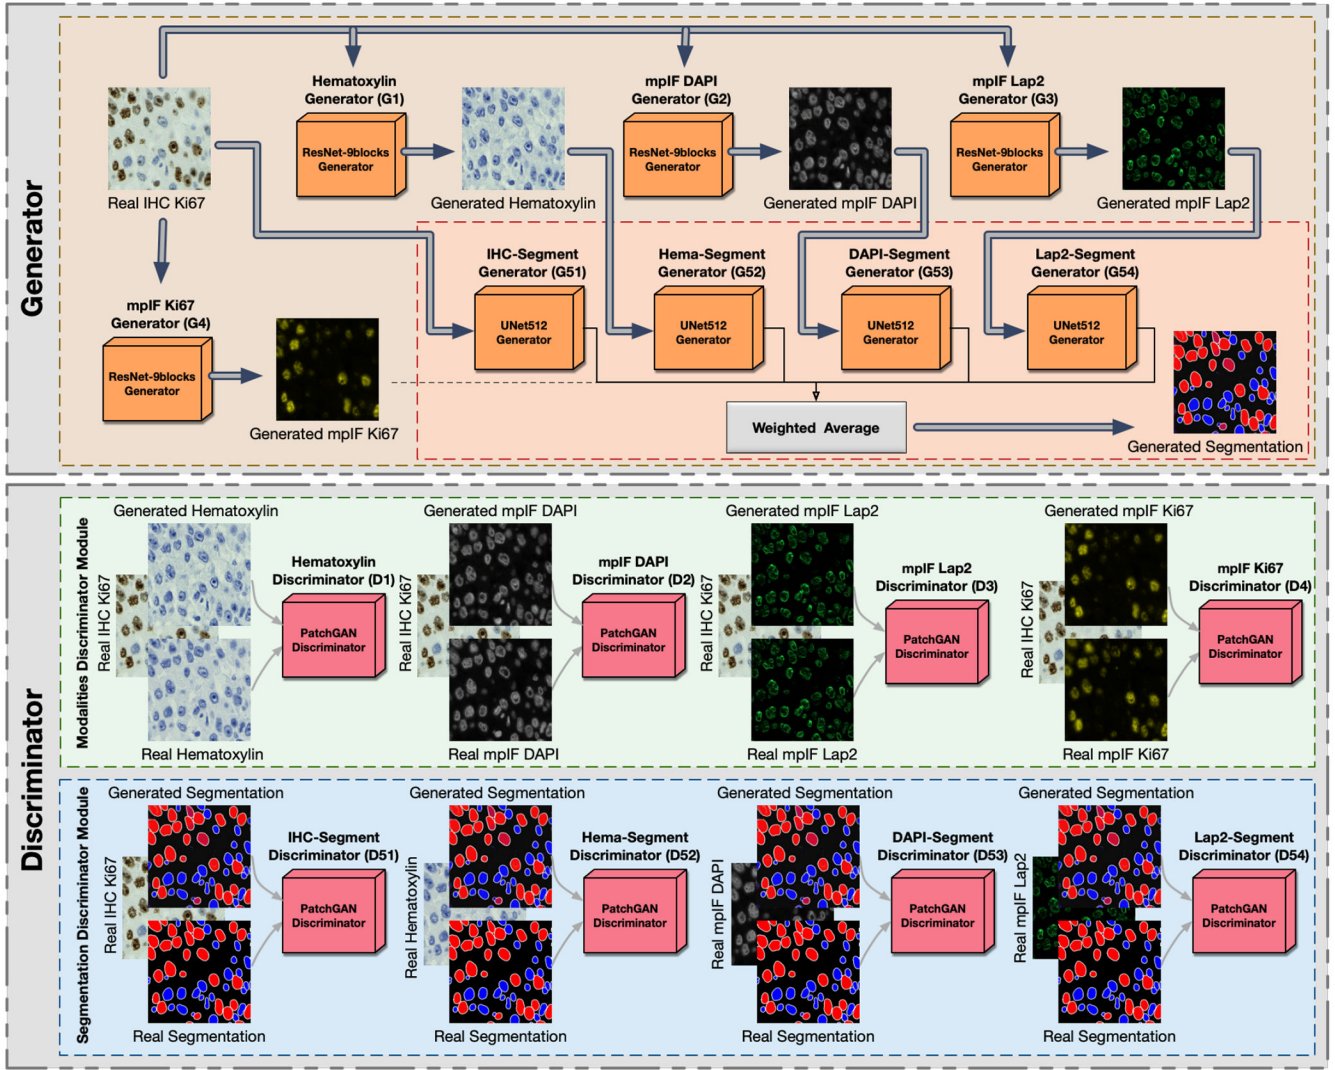 Generator
Hematoxylin
Generator (G1)
ResNet-9blocks
Generator
mpIF DAPI
Generator (G2)
ResNet-9blocks
Generator
mpIF Lap2
Generator (G3)
ResNet-9blocks
Generator
Real IHC Ki67
Generated Hematoxylin
Generated mpIF DAPI
Generated mpIF Lap2
mpIF Ki67
Generator (G4)
ResNet-9blocks
Generator
Generated mpIF Ki67
IHC-Segment
Generator (G51)
UNet512
Generator
Hema-Segment
Generator (G52)
UNet512
Generator
DAPI-Segment
Generator (G53)
UNet512
Generator
Lap2-Segment
Generator (G54)
UNet512
Generator
Weighted Average
Generated Segmentation
Discriminator
Modalities Discriminator Module
Generated Hematoxylin
Real IHC Ki67
Real Hematoxylin
Hematoxylin
Discriminator (D1)
PatchGAN
Discriminator
Generated mpIF DAPI
Real IHC Ki67
Real mpIF DAPI
mpIF DAPI
Discriminator (D2)
PatchGAN
Discriminator
Generated mpIF Lap2
Real IHC Ki67
Real mpIF Lap2
mpIF Lap2
Discriminator (D3)
PatchGAN
Discriminator
Generated mpIF Ki67
Real IHC Ki67
Real mpIF Ki67
mpIF Ki67
Discriminator (D4)
PatchGAN
Discriminator
Segmentation Discriminator Module
Generated Segmentation
Real IHC Ki67
Real Segmentation
IHC-Segment
Discriminator (D51)
PatchGAN
Discriminator
Generated Segmentation
Real Hematoxylin
Real Segmentation
Hema-Segment
Discriminator (D52)
PatchGAN
Discriminator
Generated Segmentation
Real mpIF DAPI
Real Segmentation
DAPI-Segment
Discriminator (D53)
PatchGAN
Discriminator
Generated Segmentation
Real mpIF Lap2
Real Segmentation
Lap2-Segment
Discriminator (D54)
PatchGAN
Discriminator